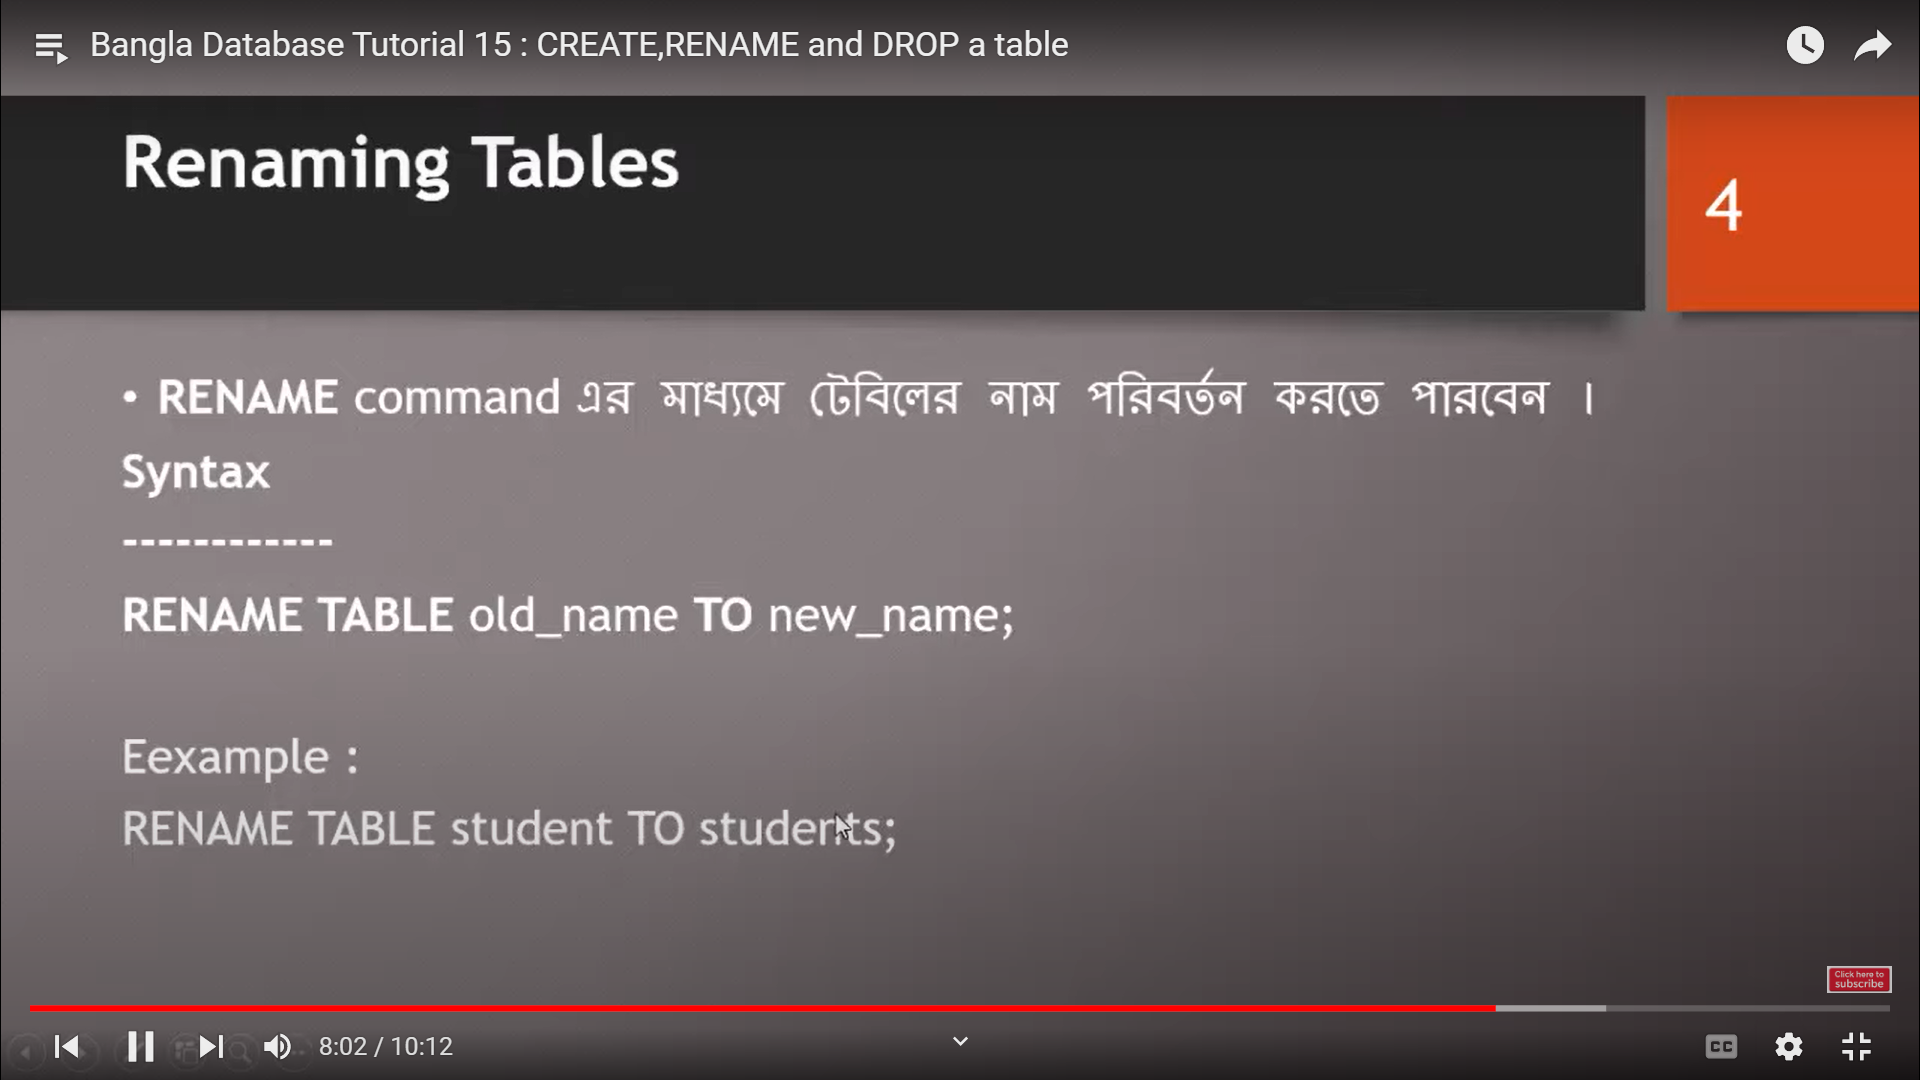 Bangla Database Tutorial 15 : CREATE,RENAME and DROP a table
Renaming Tables
4
• RENAME command এর মাধ্যমে টেবিলের নাম পরিবর্তন করতে পারবেন ।
Syntax
------------
RENAME TABLE old_name TO new_name;
Eexample :
RENAME TABLE student TO students;
Click here to
subscribe
8:02 / 10:12
CC